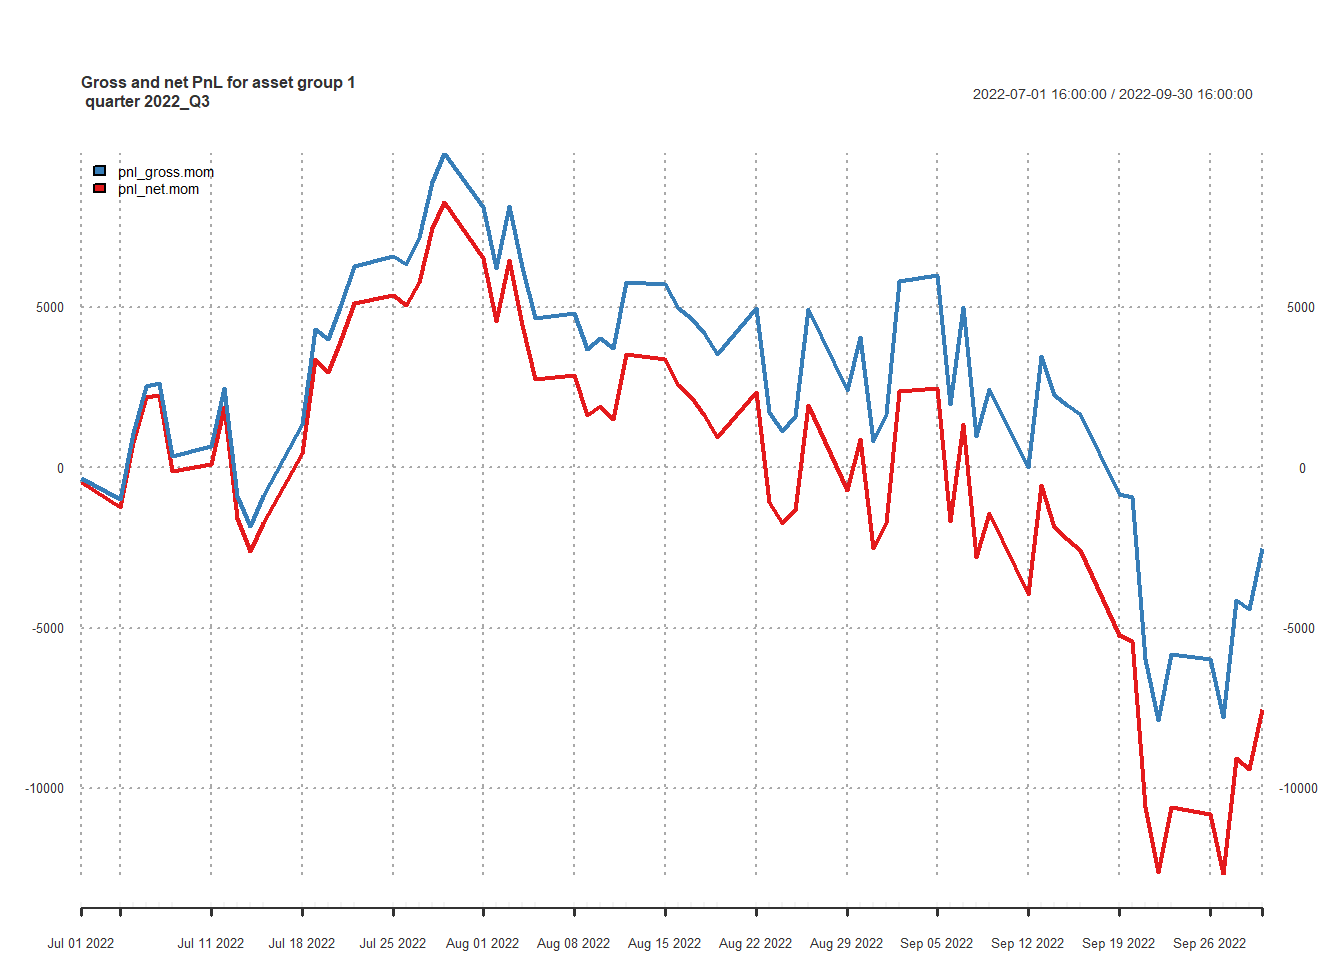 Gross and net PnL for asset group 1
quarter 2022_Q3
2022-07-01 16:00:00 / 2022-09-30 16:00:00
pnl_gross.mom
pnl_net.mom
5000 5000
0 0
-5000 -5000
-10000 -10000
Jul 01 2022 Jul 11 2022 Jul 18 2022 Jul 25 2022 Aug 01 2022 Aug 08 2022 Aug 15 2022 Aug 22 2022 Aug 29 2022 Sep 05 2022 Sep 12 2022 Sep 19 2022 Sep 26 2022